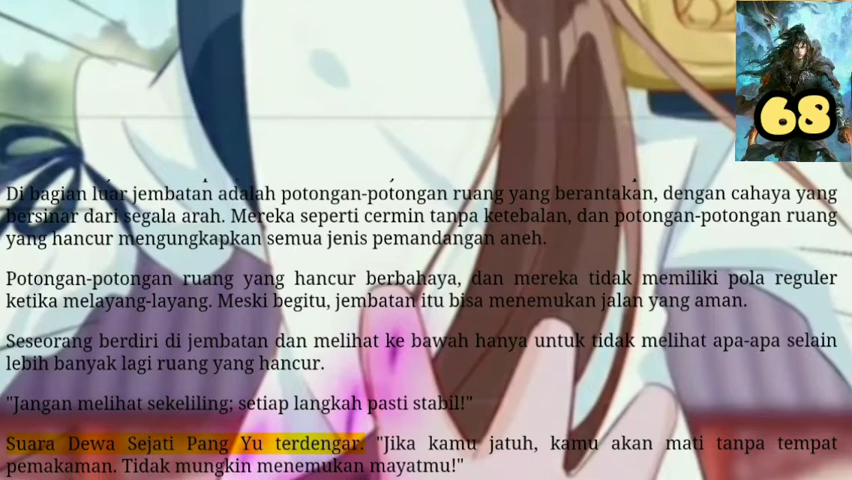 68
Di bagian luar jembatan adalah potongan-potongan ruang yang berantakan, dengan cahaya yang
bersinar dari segala arah. Mereka seperti cermin tanpa ketebalan, dan potongan-potongan ruang
yang hancur mengungkapkan semua jenis pemandangan aneh.
Potongan-potongan ruang yang hancur berbahaya, dan mereka tidak memiliki pola reguler
ketika melayang-layang. Meski begitu, jembatan itu bisa menemukan jalan yang aman.
Seseorang berdiri di jembatan dan melihat ke bawah hanya untuk tidak melihat apa-apa selain
lebih banyak lagi ruang yang hancur.
"Jangan melihat sekeliling; setiap langkah pasti stabil!"
Suara Dewa Sejati Pang Yu terdengar. "Jika kamu jatuh, kamu akan mati tanpa tempat
pemakaman. Tidak mungkin menemukan mayatmu!"